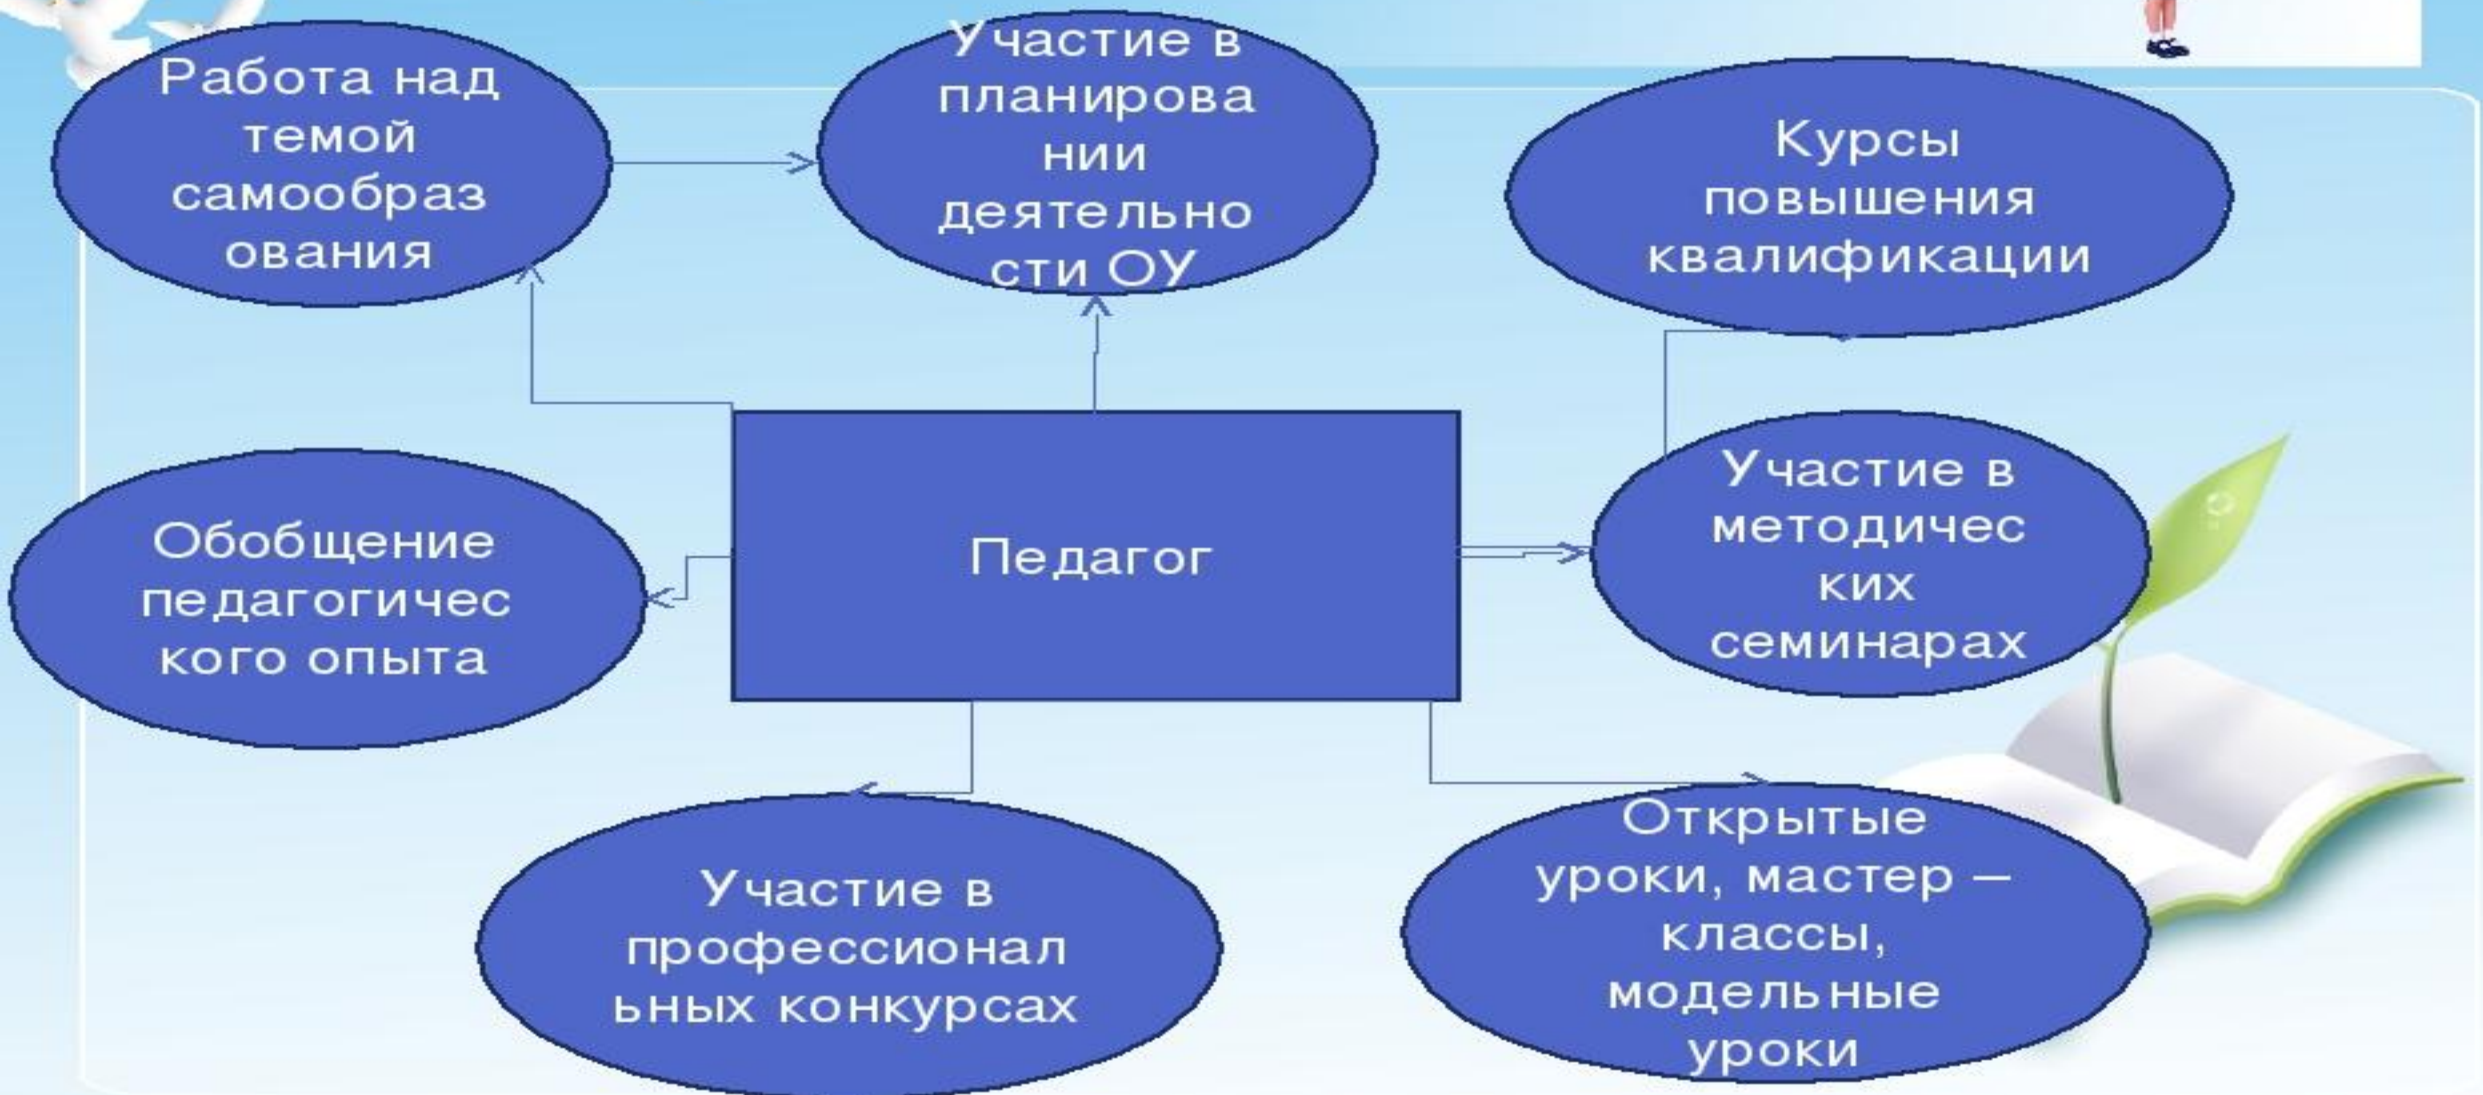 Работа над
темой
самообраз
ования
Участие в
планирова
нии
деятельно
сти ОУ
Курсы
повышения
квалификации
Обобщение
педагогичес
кого опыта
Педагог
Участие в
методичес
ких
семинарах
Участие в
профессионал
ьных конкурсах
Открытые
уроки, мастер –
классы,
модельные
уроки